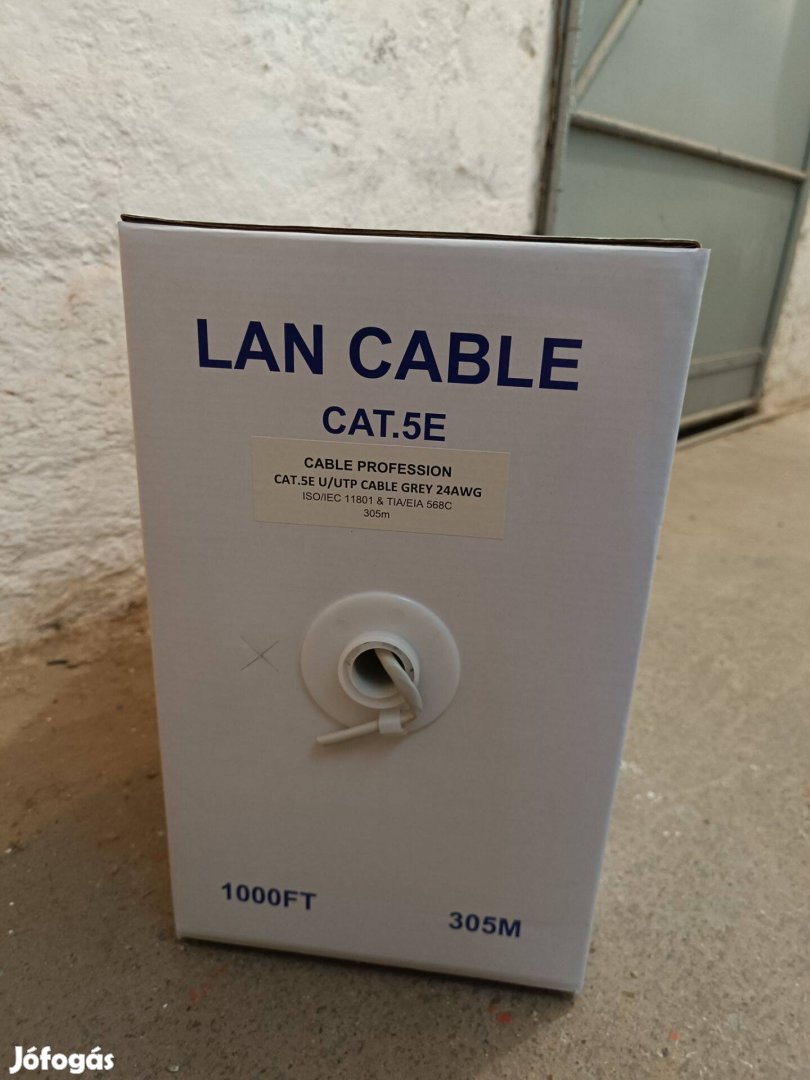 LAN CABLE
CAT.5E
CABLE PROFESSION
CAT.5E U/UTP CABLE GREY 24AWG
ISO/IEC 11801 & TIA/EIA 568C
305m
1000FT
305M
Jófogás